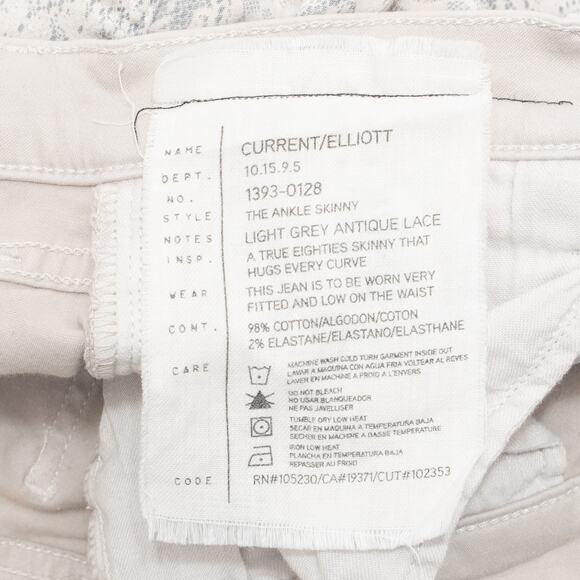 NAME CURRENT/ELLIOTT
DEPT. 10.15.9.5
NO. 1393-0128
STYLE THE ANKLE SKINNY
NOTES LIGHT GREY ANTIQUE LACE
INSP. A TRUE EIGHTIES SKINNY THAT
HUGS EVERY CURVE
WEAR THIS JEAN IS TO BE WORN VERY
FITTED AND LOW ON THE WAIST
CONT. 98% COTTON/ALGODON/COTON
2% ELASTANE/ELASTANO/ELASTHANE
CARE MACHINE WASH COLD TURN GARMENT INSIDE OUT
LAVAR A MAQUINA CON AGUA FRIA VOLTEAR AL REVES
LAVER EN MACHINE A FROID A L'ENVERS
DO NOT BLEACH
NO USAR BLANQUEADOR
NE PAS JAVELLISER
TUMBLE DRY LOW HEAT
SECAR EN MAQUINA A TEMPERATURA BAJA
SECHER EN MACHINE A BASSE TEMPERATURE
IRON LOW HEAT
PLANCHA EN TEMPERATURA BAJA
REPASSER AU FROID
CODE RN#105230/CA#19371/CUT#102353